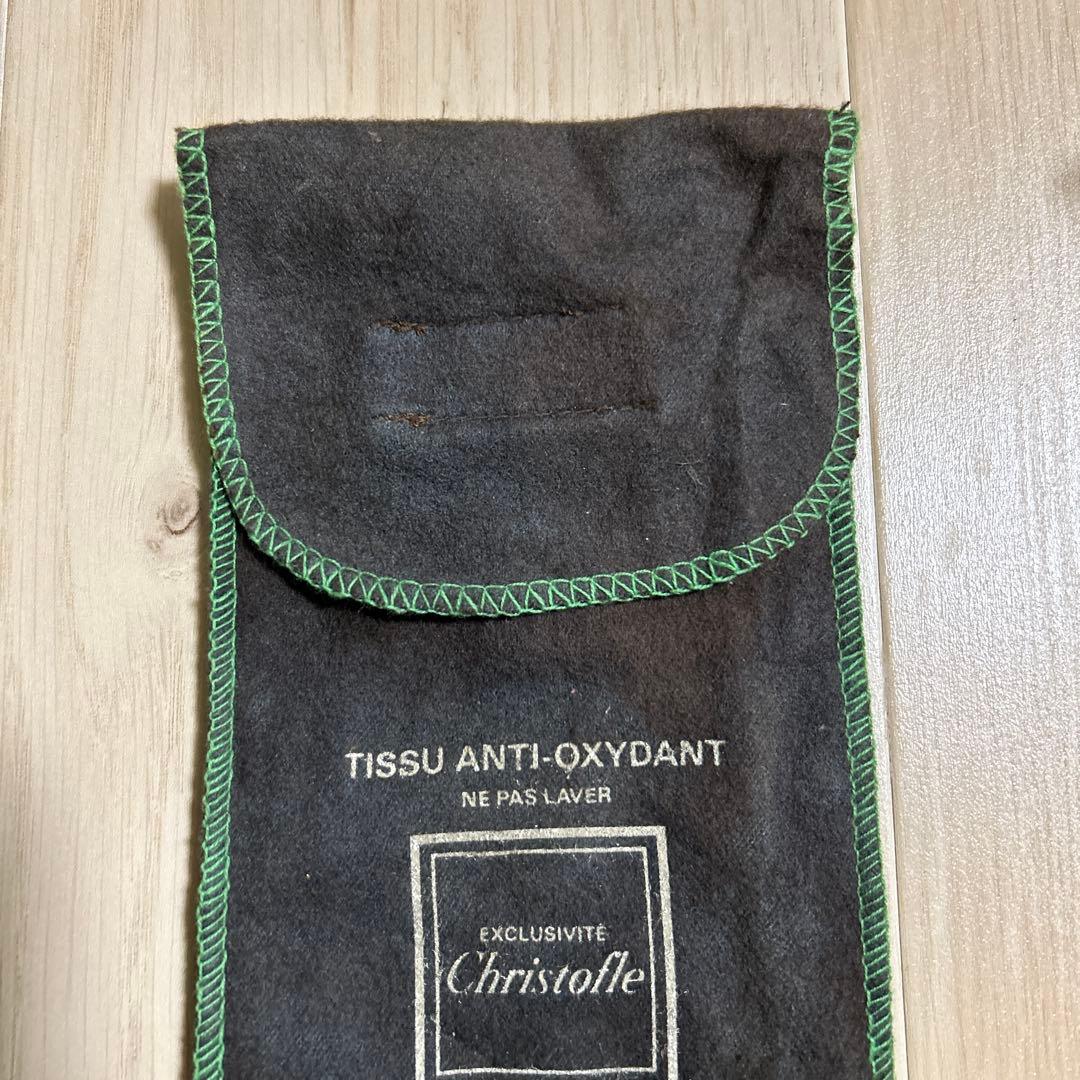 TISSU ANTI-OXYDANT
NE PAS LAVER
EXCLUSIVITÉ
Christofle